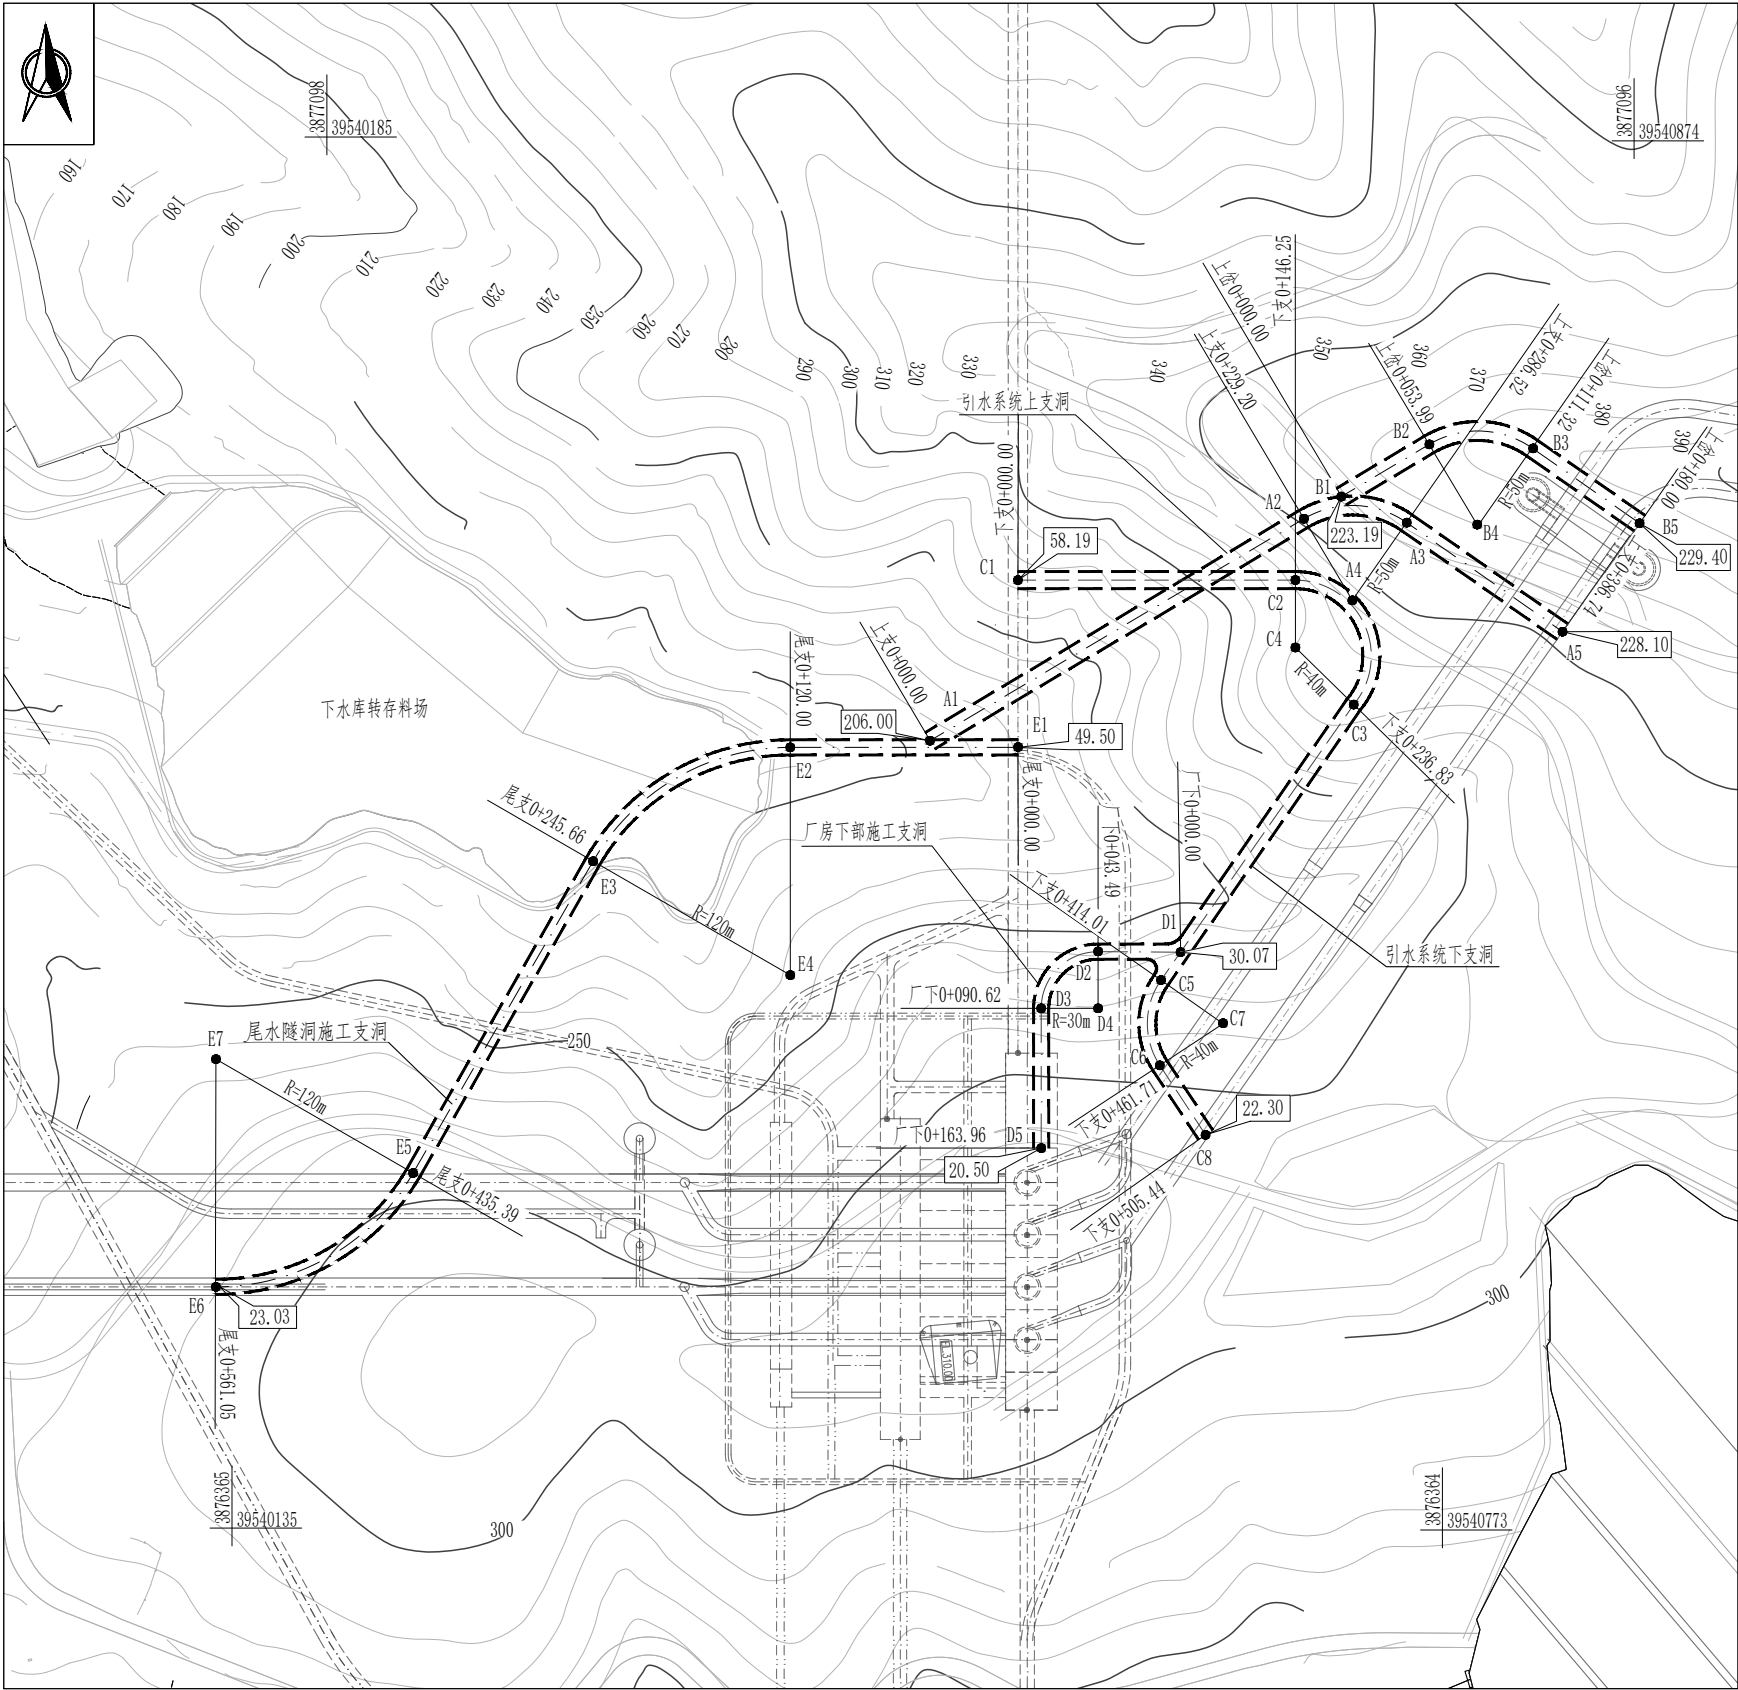 3877098
39540185
3877096
39540874
160
170
180
190
200
210
220
230
240
250
260
270
280
290
300
310
320
330
340
350
360
370
380
390
下支0+146.25
上岔0+000.00
上支0+229.20
上岔0+053.99
上支0+286.52
上岔0+111.32
上岔0+180.00
引水系统上支洞
下支0+000.00
B2
B3
R=50m
B1
A2
B4
B5
223.19
A3
229.40
58.19
C1
C2
A4
R=50m
上支0+386.74
C4
A5
228.10
R=40m
尾支0+120.00
上支0+000.00
A1
下水库转存料场
206.00
E1
49.50
C3
下支0+236.83
E2
尾支0+000.00
尾支0+245.66
厂房下部施工支洞
厂下0+043.49
厂下0+000.00
E3
下支0+414.01
R=120m
D1
30.07
引水系统下支洞
E4
D2
C5
厂下0+090.62
D3
R=30m
D4
C7
尾水隧洞施工支洞
250
E7
C6
R=40m
R=120m
下支0+461.71
22.30
厂下0+163.96
D5
E5
20.50
C8
尾支0+435.39
下支0+505.44
E6
23.03
300
尾支0+561.05
EL310.00
3876365
39540135
300
3876364
39540773